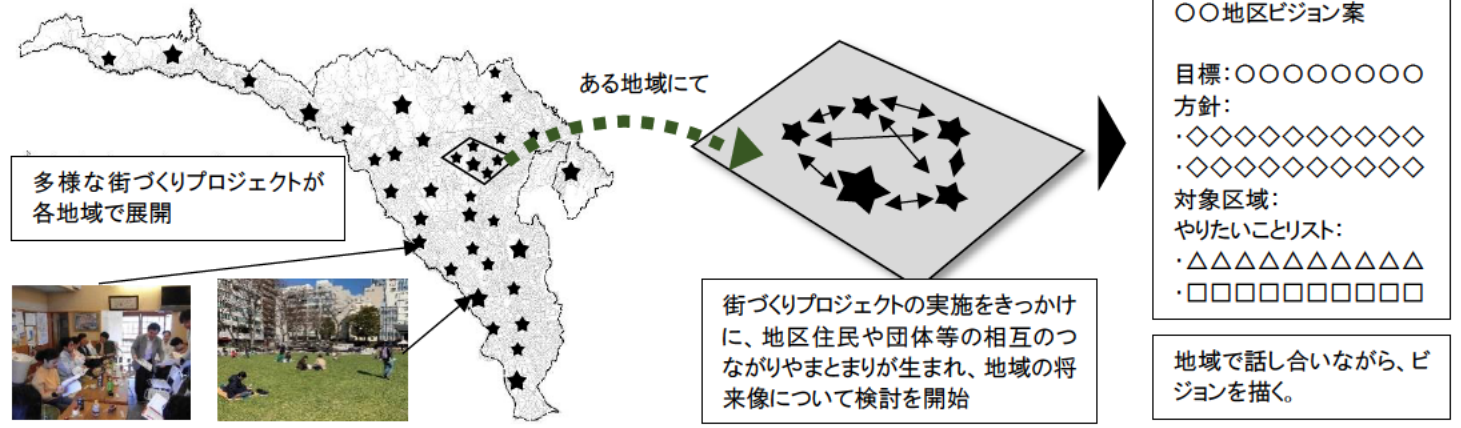 多様な街づくりプロジェクトが
各地域で展開
ある地域にて
街づくりプロジェクトの実施をきっかけ
に、地区住民や団体等の相互のつ
ながりやまとまりが生まれ、地域の将
来像について検討を開始
〇〇地区ビジョン案
目標：〇〇〇〇〇〇〇〇
方針：
・◇◇◇◇◇◇◇◇◇◇
・◇◇◇◇◇◇◇◇◇◇
対象区域：
やりたいことリスト：
・△△△△△△△△△△
・□□□□□□□□□□
地域で話し合いながら、ビ
ジョンを描く。